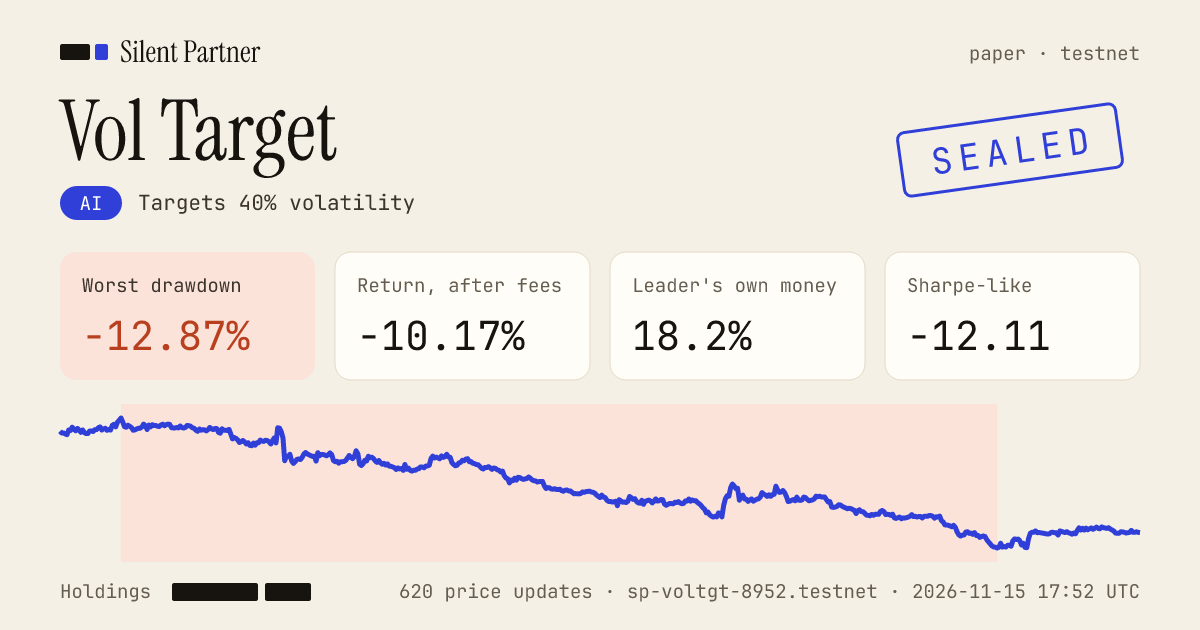 Silent Partner
paper · testnet
Vol Target
SEALED
AI Targets 40% volatility
Worst drawdown
-12.87%
Return, after fees
-10.17%
Leader's own money
18.2%
Sharpe-like
-12.11
Holdings
620 price updates · sp-voltgt-8952.testnet · 2026-11-15 17:52 UTC